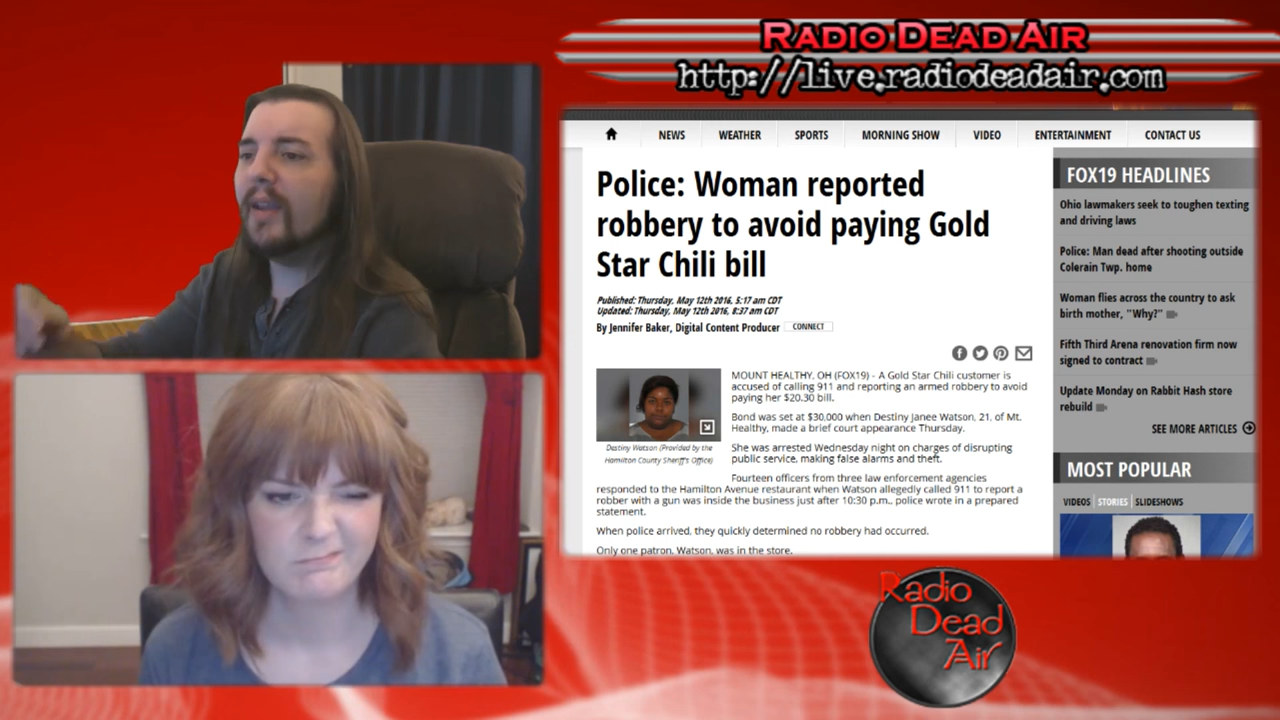 RADIO DEAD AIR
http://live.radiodeadair.com
NEWS
WEATHER
SPORTS
MORNING SHOW
VIDEO
ENTERTAINMENT
CONTACT US
Police: Woman reported
robbery to avoid paying Gold
Star Chili bill
Published: Thursday, May 12th 2016, 5:17 am CDT
Updated: Thursday, May 12th 2016, 8:37 am CDT
By Jennifer Baker, Digital Content Producer
CONNECT
Destiny Watson (Provided by the
Hamilton County Sheriff's Office)
MOUNT HEALTHY, OH (FOX19) - A Gold Star Chili customer is
accused of calling 911 and reporting an armed robbery to avoid
paying her $20.30 bill.
Bond was set at $30,000 when Destiny Janee Watson, 21, of Mt.
Healthy, made a brief court appearance Thursday.
She was arrested Wednesday night on charges of disrupting
public service, making false alarms and theft.
Fourteen officers from three law enforcement agencies
responded to the Hamilton Avenue restaurant when Watson allegedly called 911 to report a
robber with a gun was inside the business just after 10:30 p.m., police wrote in a prepared
statement.
When police arrived, they quickly determined no robbery had occurred.
Only one patron, Watson, was in the store.
FOX19 HEADLINES
Ohio lawmakers seek to toughen texting
and driving laws
Police: Man dead after shooting outside
Colerain Twp. home
Woman flies across the country to ask
birth mother, "Why?"
Fifth Third Arena renovation firm now
signed to contract
Update Monday on Rabbit Hash store
rebuild
SEE MORE ARTICLES
MOST POPULAR
VIDEOS
STORIES
SLIDESHOWS
Radio
Dead
Air